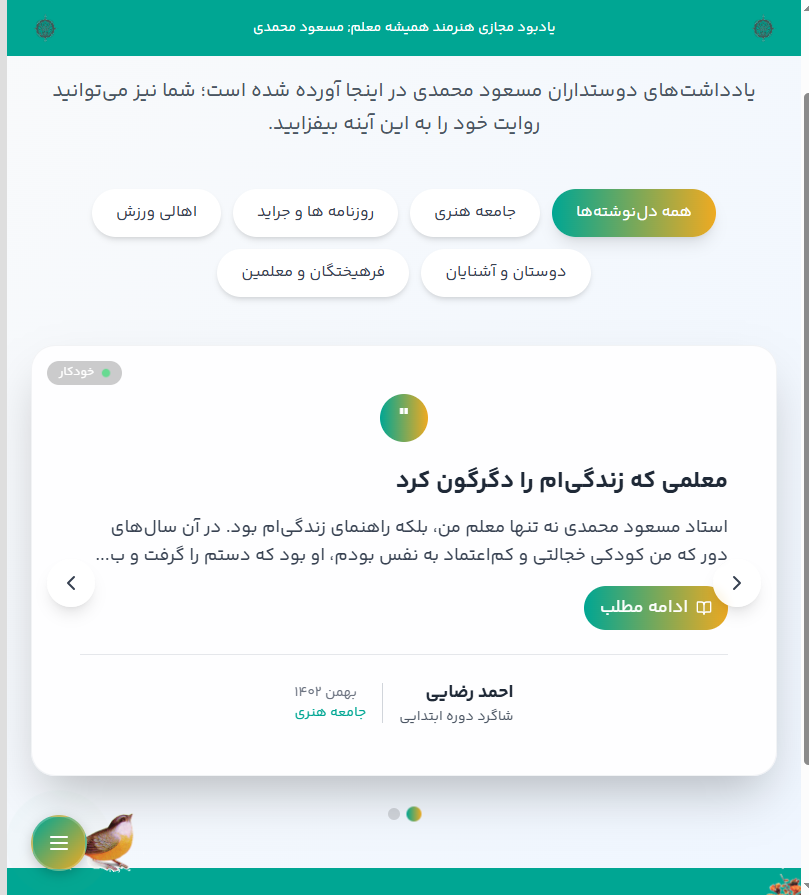 یادبود مجازی هنرمند همیشه معلم; مسعود محمدی
یادداشت‌های دوستداران مسعود محمدی در اینجا آورده شده است؛ شما نیز می‌توانید
روایت خود را به این آینه بیفزایید.
همه دل‌نوشته‌ها
جامعه هنری
روزنامه ها و جراید
اهالی ورزش
دوستان و آشنایان
فرهیختگان و معلمین
خودکار
"
معلمی که زندگی‌ام را دگرگون کرد
استاد مسعود محمدی نه تنها معلم من، بلکه راهنمای زندگی‌ام بود. در آن سال‌های
دور که من کودکی خجالتی و کم‌اعتماد به نفس بودم، او بود که دستم را گرفت و ب...
ادامه مطلب
احمد رضایی
شاگرد دوره ابتدایی
بهمن ۱۴۰۲
جامعه هنری